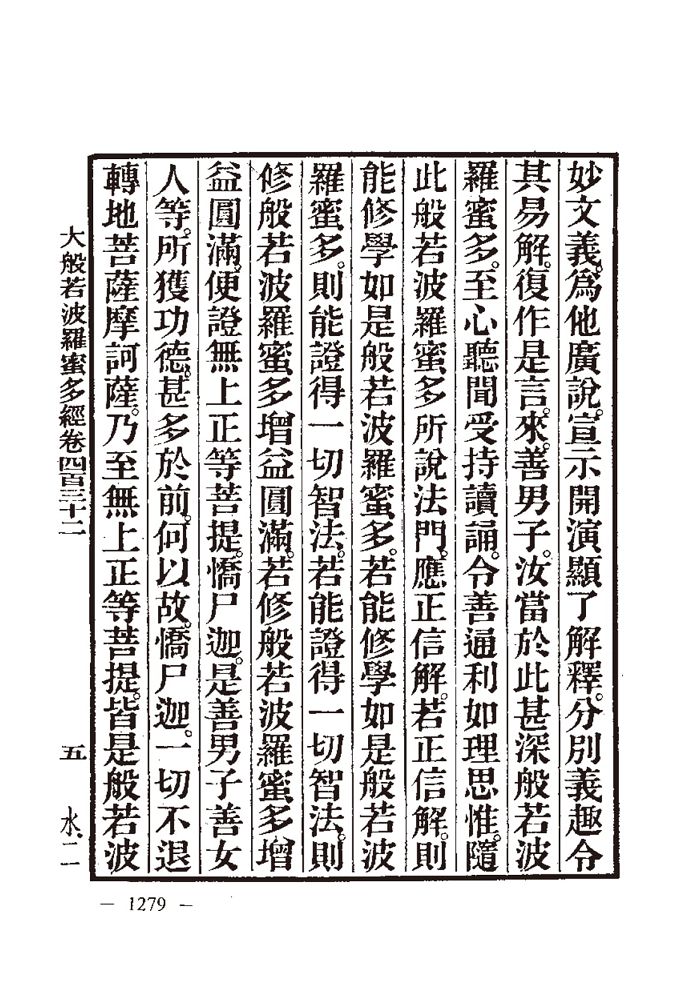 妙文義。爲他廣說。宣示開演顯了解釋。分別義趣令
其易解。復作是言。來。善男子。汝當於此甚深般若波
羅蜜多。至心聽聞受持讀誦。令善通利如理思惟。隨
此般若波羅蜜多所說法門。應正信解。若正信解。則
能修學如是般若波羅蜜多。若能修學如是般若波
羅蜜多。則能證得一切智法。若能證得一切智法。則
修般若波羅蜜多增益圓滿。若修般若波羅蜜多增
益圓滿。便證無上正等菩提。憍尸迦。是善男子善女
人等。所獲功德。甚多於前。何以故。憍尸迦。一切不退
轉地菩薩摩訶薩。乃至無上正等菩提。皆是般若波
大般若波羅蜜多經卷四百三十二 五 水二
— 1279 —